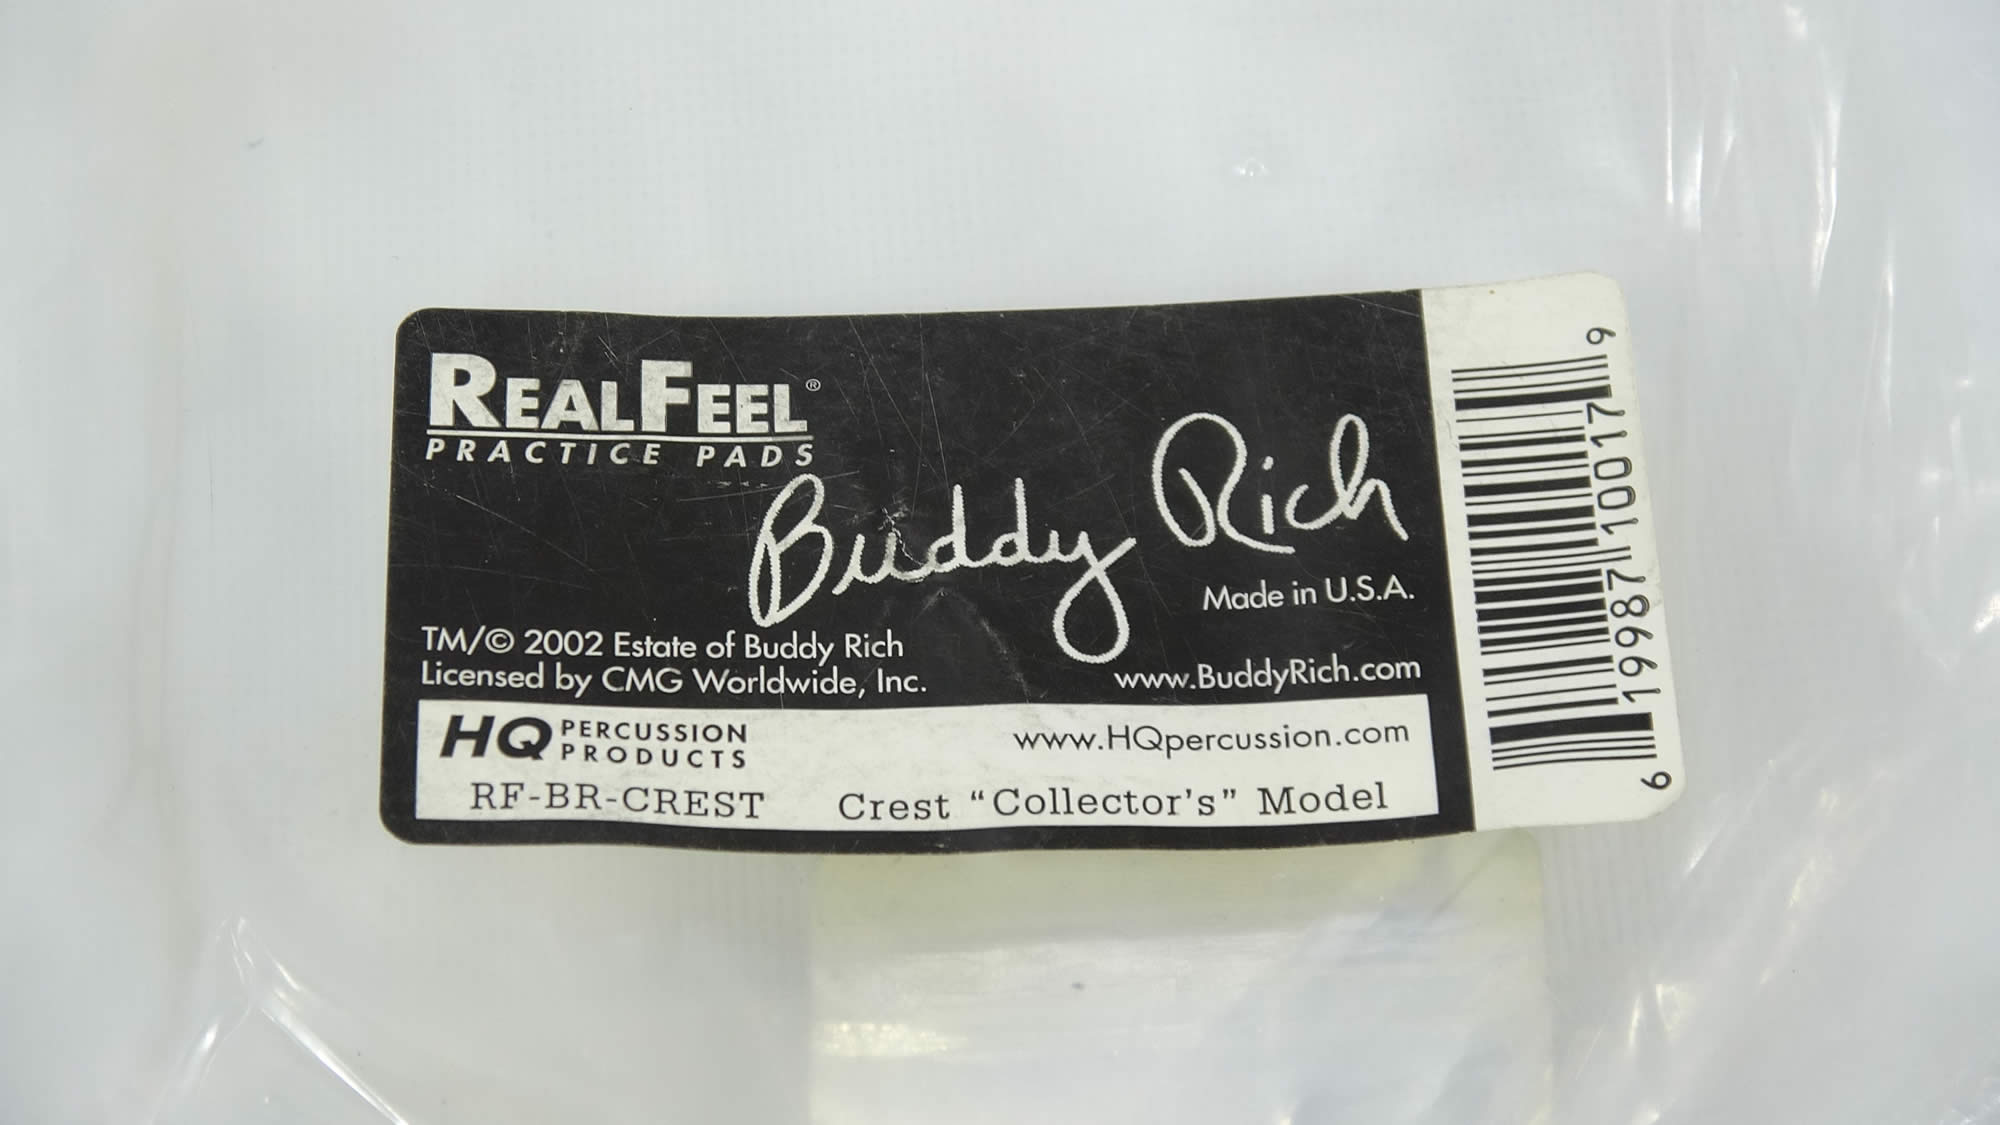 REALFEEL®
PRACTICE PADS
Buddy Rich
Made in U.S.A.
TM/© 2002 Estate of Buddy Rich
Licensed by CMG Worldwide, Inc.
www.BuddyRich.com
HQ PERCUSSION
PRODUCTS
www.HQpercussion.com
RF-BR-CREST Crest “Collector's” Model
6 19987 10017 9